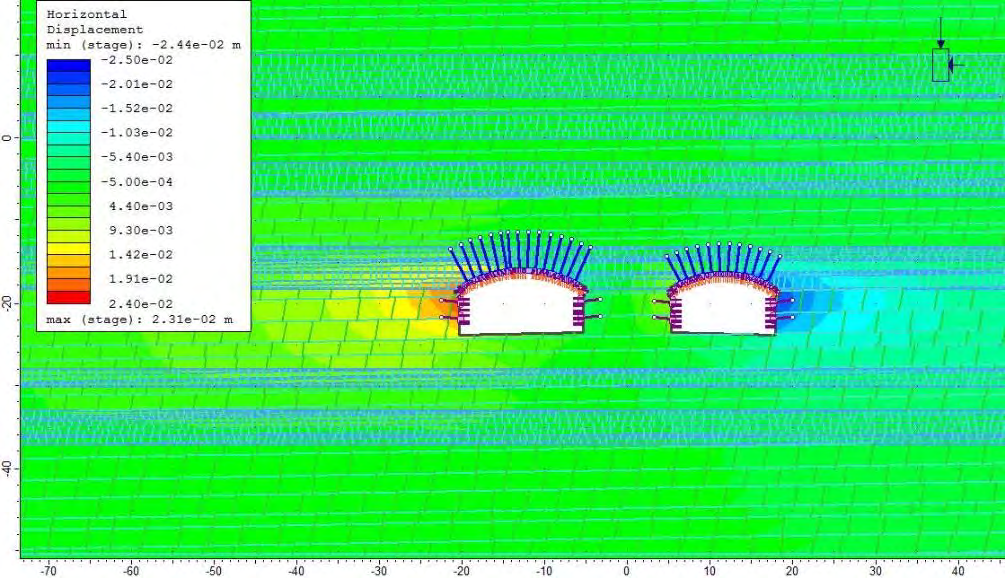 Horizontal
Displacement
min (stage): -2.44e-02 m
-2.50e-02
-2.01e-02
-1.52e-02
-1.03e-02
-5.40e-03
-5.00e-04
4.40e-03
9.30e-03
1.42e-02
1.91e-02
2.40e-02
max (stage): 2.31e-02 m
0
-20
-40
-70 -60 -50 -40 -30 -20 -10 0 10 20 30 40